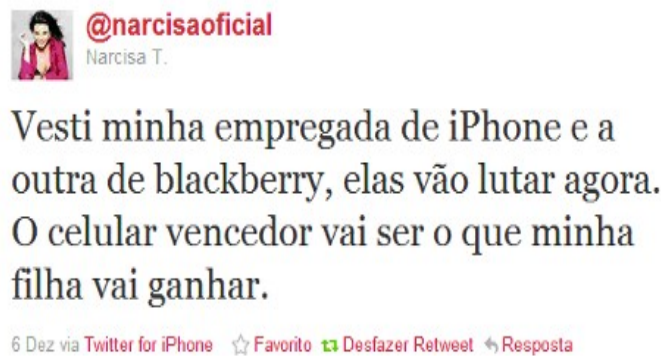 @narcisaoficial
Narcisa T.
Vesti minha empregada de iPhone e a
outra de blackberry, elas vão lutar agora.
O celular vencedor vai ser o que minha
filha vai ganhar.
6 Dez via Twitter for iPhone Favorito Desfazer Retweet Resposta